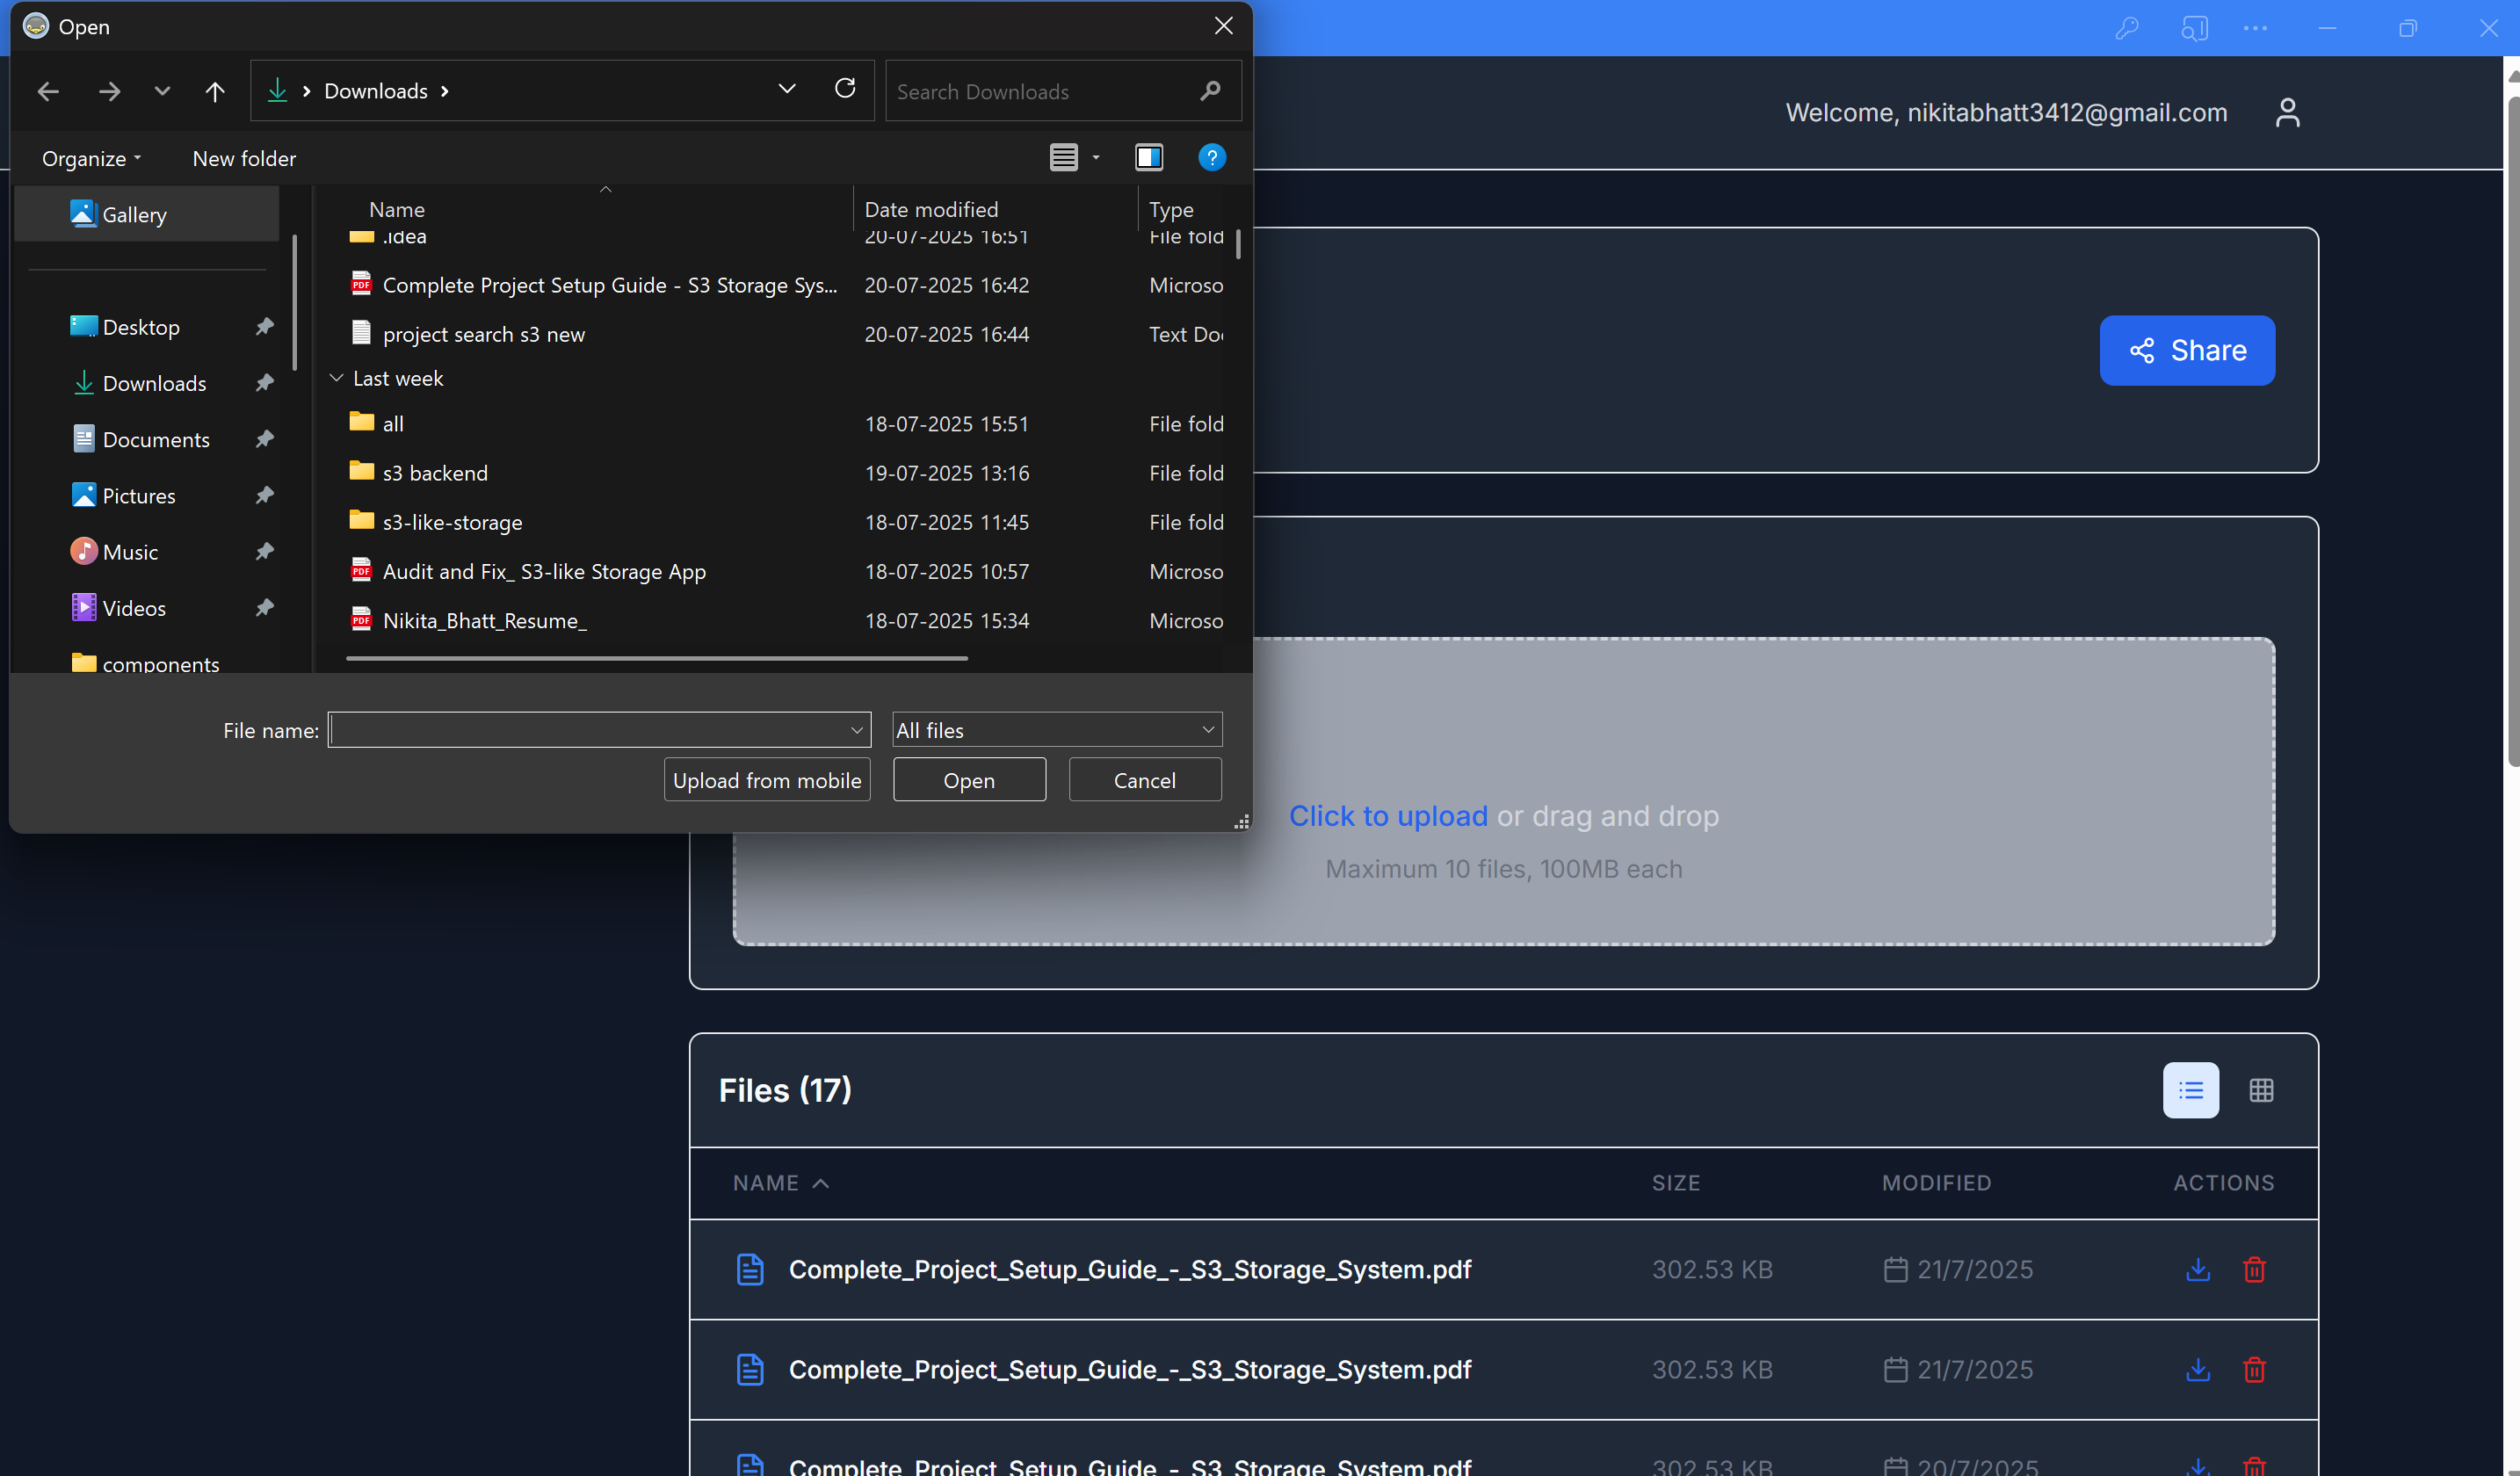 Open
Downloads
Search Downloads
Organize
New folder
Gallery
Desktop
Downloads
Documents
Pictures
Music
Videos
components
Name Date modified Type
.idea 20-07-2025 16:51 File fold
Complete Project Setup Guide - S3 Storage Sys... 20-07-2025 16:42 Microso
project search s3 new 20-07-2025 16:44 Text Doc
Last week
all 18-07-2025 15:51 File fold
s3 backend 19-07-2025 13:16 File fold
s3-like-storage 18-07-2025 11:45 File fold
Audit and Fix_ S3-like Storage App 18-07-2025 10:57 Microso
Nikita_Bhatt_Resume_ 18-07-2025 15:34 Microso
File name:
All files
Upload from mobile
Open
Cancel
Welcome, nikitabhatt3412@gmail.com
Share
Click to upload or drag and drop
Maximum 10 files, 100MB each
Files (17)
NAME SIZE MODIFIED ACTIONS
Complete_Project_Setup_Guide_-_S3_Storage_System.pdf 302.53 KB 21/7/2025
Complete_Project_Setup_Guide_-_S3_Storage_System.pdf 302.53 KB 21/7/2025
Complete_Project_Setup_Guide_-_S3_Storage_System.pdf 302.53 KB 20/7/2025